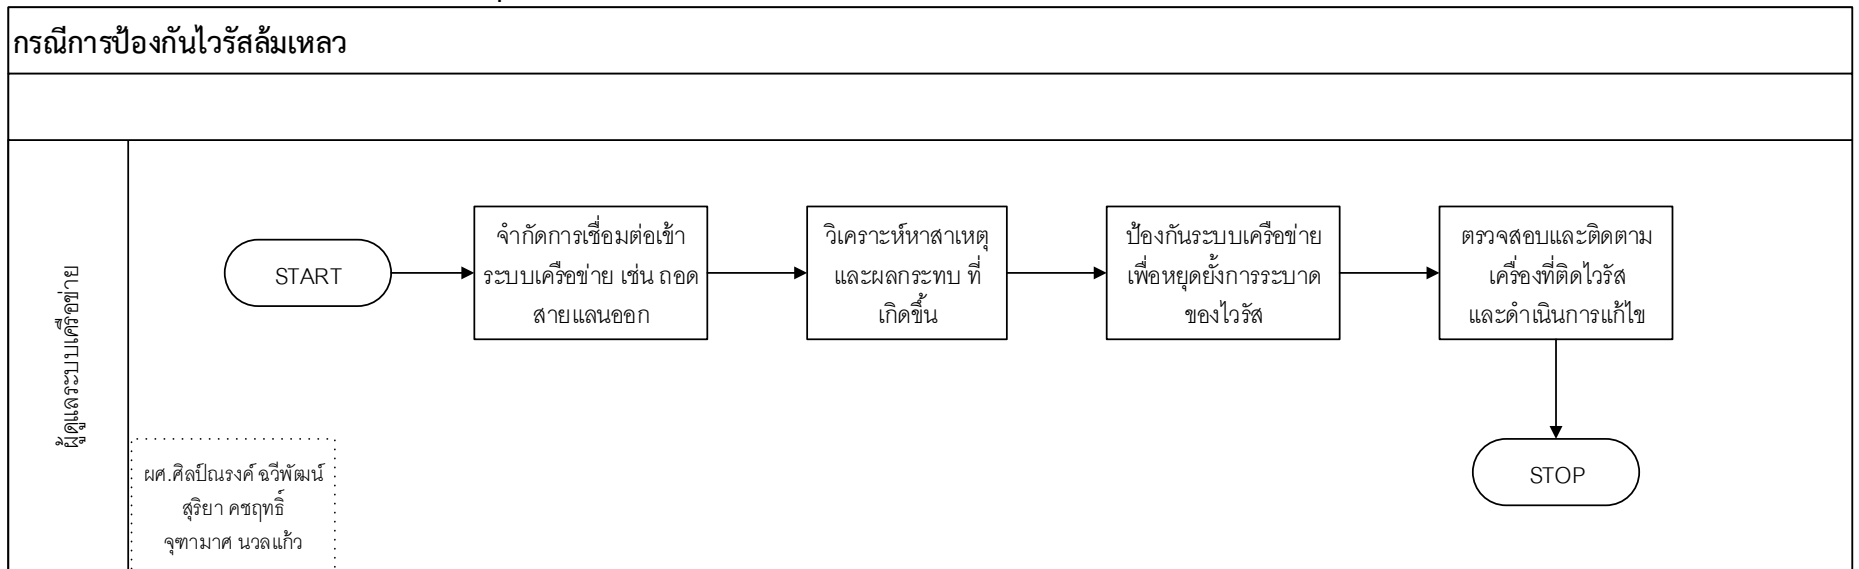 กรณีการป้องกันไวรัสล้มเหลว
ผู้ดูแลระบบเครือข่าย
START
จำกัดการเชื่อมต่อเข้า
ระบบเครือข่าย เช่น ถอด
สายแลนออก
วิเคราะห์หาสาเหตุ
และผลกระทบ ที่
เกิดขึ้น
ป้องกันระบบเครือข่าย
เพื่อหยุดยั้งการระบาด
ของไวรัส
ตรวจสอบและติดตาม
เครื่องที่ติดไวรัส
และดำเนินการแก้ไข
STOP
ผศ.ศิลป์ณรงค์ ฉวีพัฒน์
สุริยา คชฤทธิ์
จุฑามาศ นวลแก้ว